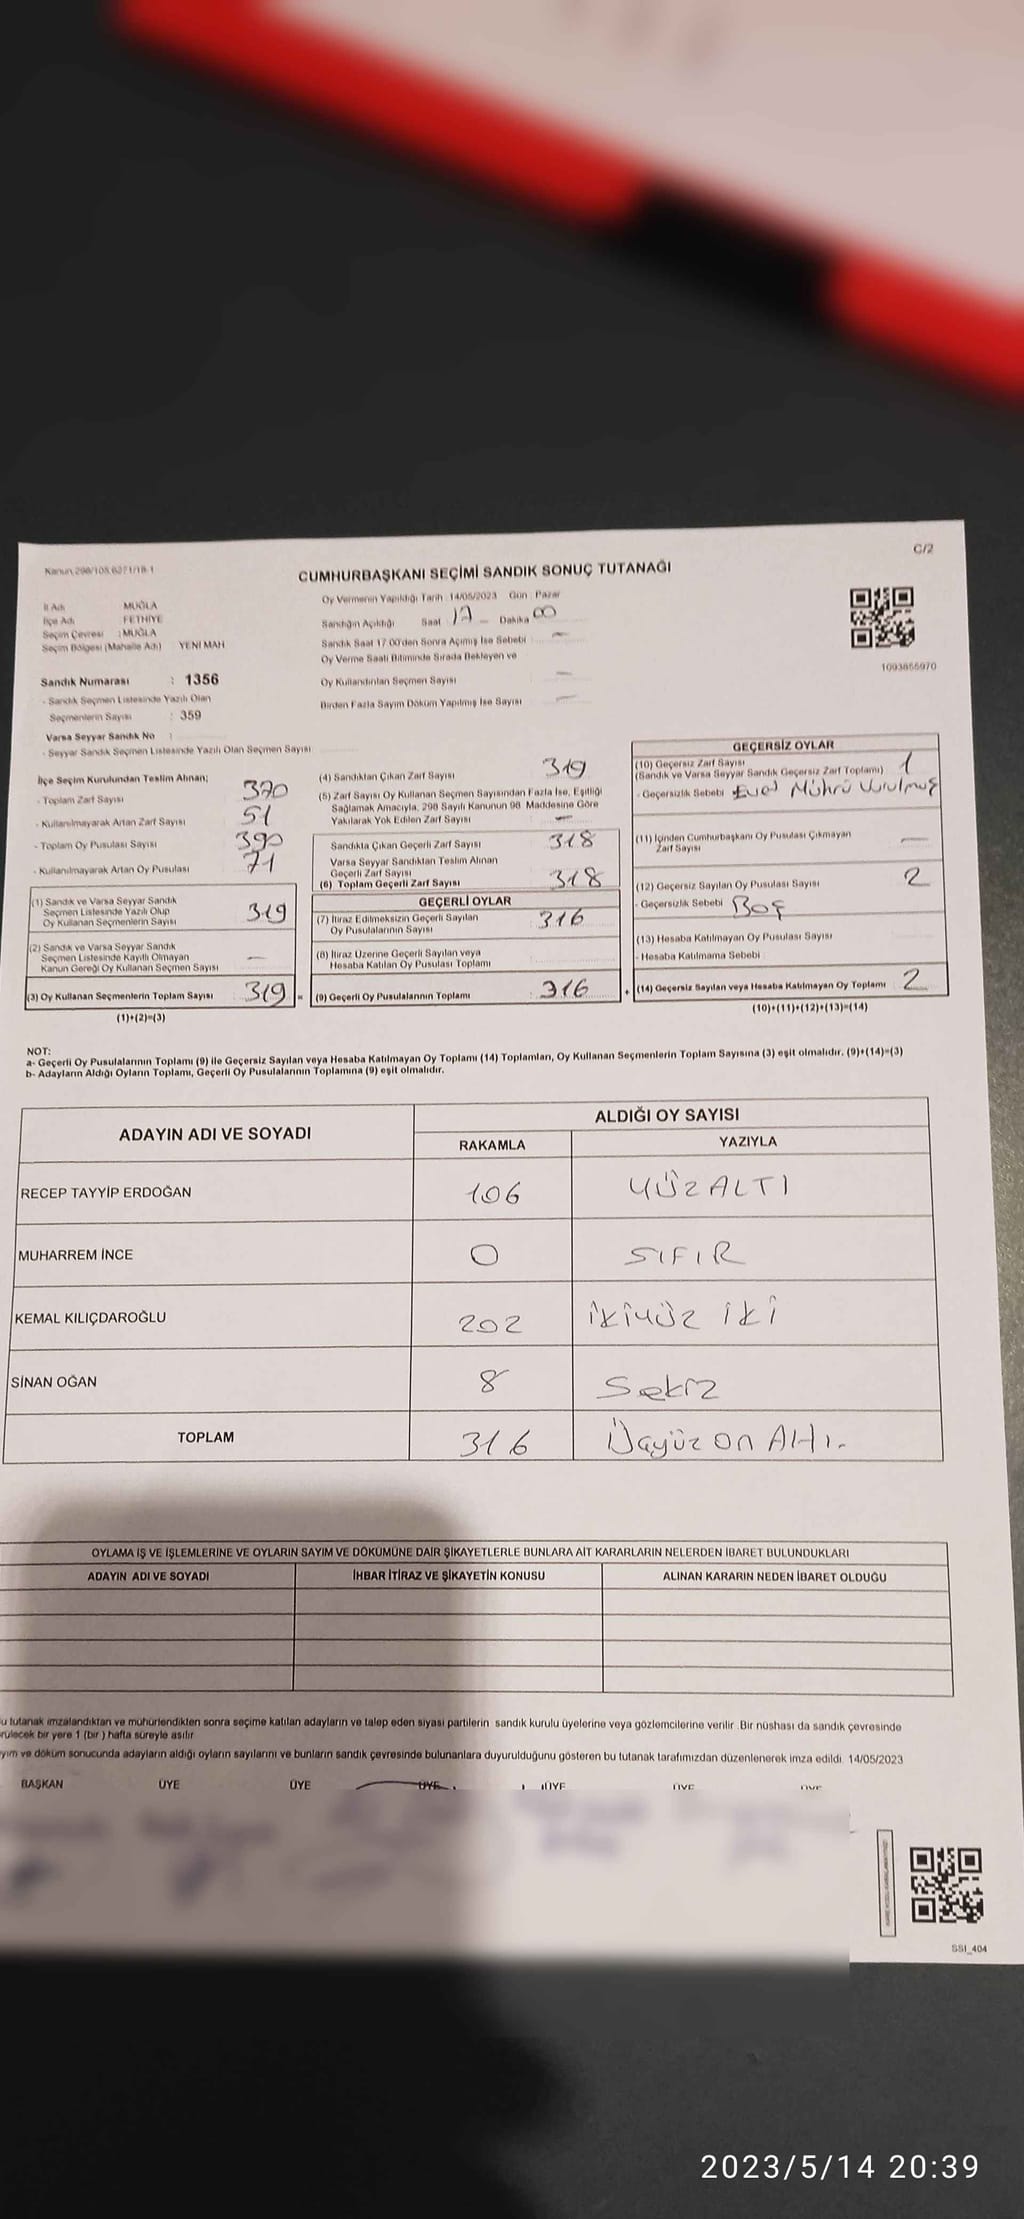 Kanun 298/105,6271/18-1
C/2
CUMHURBAŞKANI SEÇİMİ SANDIK SONUÇ TUTANAĞI
İl Adı MUĞLA
İlçe Adı FETHİYE
Seçim Çevresi : MUĞLA
Seçim Bölgesi (Mahalle Adı) YENİ MAH
Sandık Numarası : 1356
- Sandık Seçmen Listesinde Yazılı Olan
Seçmenlerin Sayısı : 359
Varsa Seyyar Sandık No :
- Seyyar Sandık Seçmen Listesinde Yazılı Olan Seçmen Sayısı
Oy Vermenin Yapıldığı Tarih : 14/05/2023 Gün : Pazar
Sandığın Açıldığı Saat 17 - Dakika 00
Sandık Saat 17.00'den Sonra Açılmış İse Sebebi : -
Oy Verme Saati Bitiminde Sırada Bekleyen ve
Oy Kullandırılan Seçmen Sayısı -
Birden Fazla Sayım Döküm Yapılmış İse Sayısı -
1093655970
İlçe Seçim Kurulundan Teslim Alınan;
- Toplam Zarf Sayısı 370
- Kullanılmayarak Artan Zarf Sayısı 51
- Toplam Oy Pusulası Sayısı 390
- Kullanılmayarak Artan Oy Pusulası 71
(1) Sandık ve Varsa Seyyar Sandık
Seçmen Listesinde Yazılı Olup
Oy Kullanan Seçmenlerin Sayısı 319
(2) Sandık ve Varsa Seyyar Sandık
Seçmen Listesinde Kayıtlı Olmayan
Kanun Gereği Oy Kullanan Seçmen Sayısı -
(3) Oy Kullanan Seçmenlerin Toplam Sayısı 319 =
(1)+(2)=(3)
(4) Sandıktan Çıkan Zarf Sayısı 319
(5) Zarf Sayısı Oy Kullanan Seçmen Sayısından Fazla İse, Eşitliği
Sağlamak Amacıyla, 298 Sayılı Kanunun 98. Maddesine Göre
Yakılarak Yok Edilen Zarf Sayısı -
Sandıkta Çıkan Geçerli Zarf Sayısı 318
Varsa Seyyar Sandıktan Teslim Alınan
Geçerli Zarf Sayısı
(6) Toplam Geçerli Zarf Sayısı 318
GEÇERLİ OYLAR
(7) İtiraz Edilmeksizin Geçerli Sayılan
Oy Pusulalarının Sayısı : 316
(8) İtiraz Üzerine Geçerli Sayılan veya
Hesaba Katılan Oy Pusulası Toplamı
(9) Geçerli Oy Pusulalarının Toplamı : 316 +
GEÇERSİZ OYLAR
(10) Geçersiz Zarf Sayısı
(Sandık ve Varsa Seyyar Sandık Geçersiz Zarf Toplamı) 1
- Geçersizlik Sebebi Evet Mührü Vurulmuş
(11) İçinden Cumhurbaşkanı Oy Pusulası Çıkmayan
Zarf Sayısı -
(12) Geçersiz Sayılan Oy Pusulası Sayısı 2
- Geçersizlik Sebebi Boş
(13) Hesaba Katılmayan Oy Pusulası Sayısı
- Hesaba Katılmama Sebebi
(14) Geçersiz Sayılan veya Hesaba Katılmayan Oy Toplamı 2
(10)+(11)+(12)+(13)=(14)
NOT:
a- Geçerli Oy Pusulalarının Toplamı (9) ile Geçersiz Sayılan veya Hesaba Katılmayan Oy Toplamı (14) Toplamları, Oy Kullanan Seçmenlerin Toplam Sayısına (3) eşit olmalıdır. (9)+(14)=(3)
b- Adayların Aldığı Oyların Toplamı, Geçerli Oy Pusulalarının Toplamına (9) eşit olmalıdır.
ADAYIN ADI VE SOYADI ALDIĞI OY SAYISI
RAKAMLA YAZIYLA
RECEP TAYYİP ERDOĞAN 106 YÜZALTI
MUHARREM İNCE 0 SIFIR
KEMAL KILIÇDAROĞLU 202 İKİYÜZ İKİ
SİNAN OĞAN 8 Sekiz
TOPLAM 316 Üçyüz on Altı.
OYLAMA İŞ VE İŞLEMLERİNE VE OYLARIN SAYIM VE DÖKÜMÜNE DAİR ŞİKAYETLERLE BUNLARA AİT KARARLARIN NELERDEN İBARET BULUNDUKLARI
ADAYIN ADI VE SOYADI İHBAR İTİRAZ VE ŞİKAYETİN KONUSU ALINAN KARARIN NEDEN İBARET OLDUĞU
u tutanak imzalandıktan ve mühürlendikten sonra seçime katılan adayların ve talep eden siyasi partilerin sandık kurulu üyelerine veya gözlemcilerine verilir. Bir nüshası da sandık çevresinde
rülecek bir yere 1 (bir) hafta süreyle asılır
yım ve döküm sonucunda adayların aldığı oyların sayılarını ve bunların sandık çevresinde bulunanlara duyurulduğunu gösteren bu tutanak tarafımızdan düzenlenerek imza edildi. 14/05/2023
BAŞKAN ÜYE ÜYE ÜYE ÜYE ÜYE ÜYE
SSI_404
2023/5/14 20:39